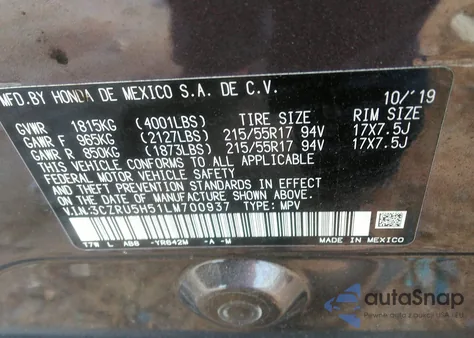 MFD.BY HONDA DE MEXICO S.A. DE C.V. 10/'19
GVWR 1815KG (4001LBS) TIRE SIZE RIM SIZE
GAWR F 965KG (2127LBS) 215/55R17 94V 17X7.5J
GAWR R 850KG (1873LBS) 215/55R17 94V 17X7.5J
THIS VEHICLE CONFORMS TO ALL APPLICABLE
FEDERAL MOTOR VEHICLE SAFETY AND THEFT
PREVENTION STANDARDS IN EFFECT ON THE DATE
OF MANUFACTURE SHOWN ABOVE.
V.I.N:3CZRU5H51LM700937 TYPE: MPV
L -YR642M -A -M MADE IN MEXICO
autoSnap